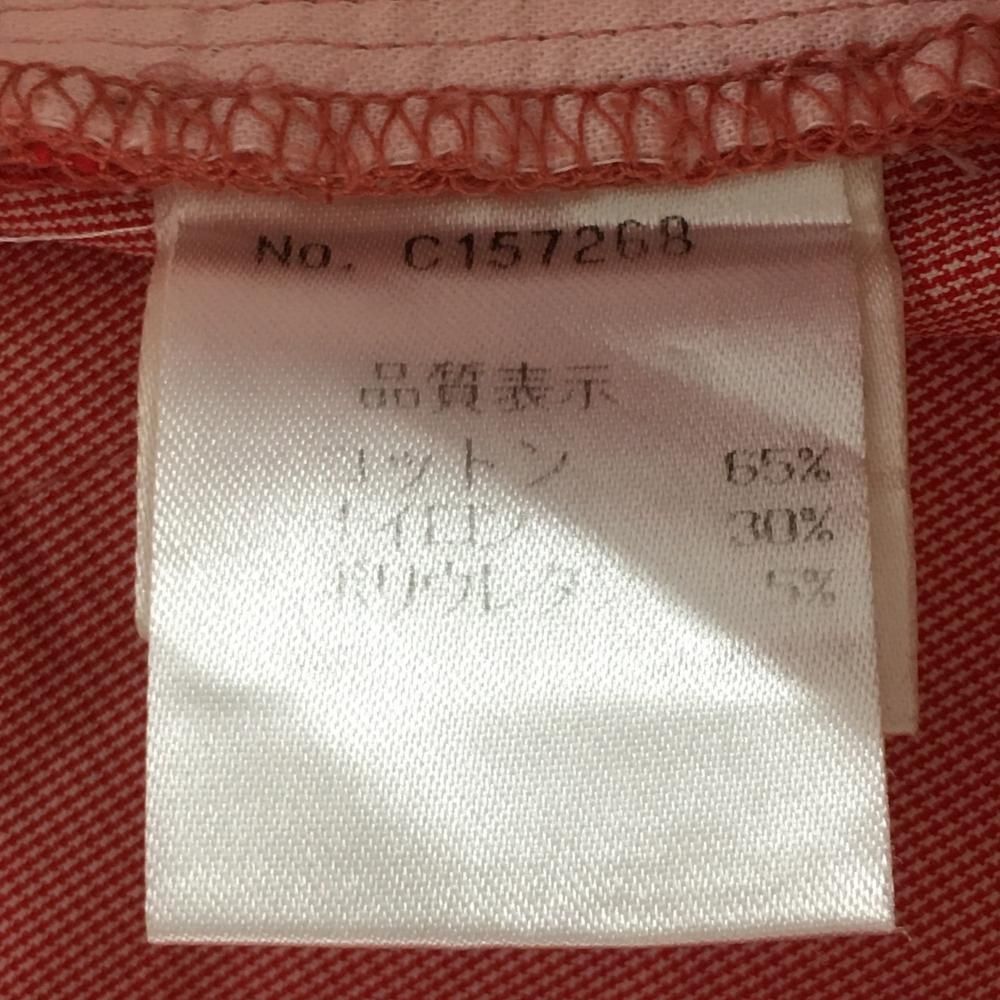 No. C157268
品質表示
コットン 65%
ナイロン 30%
ポリウレタン 5%